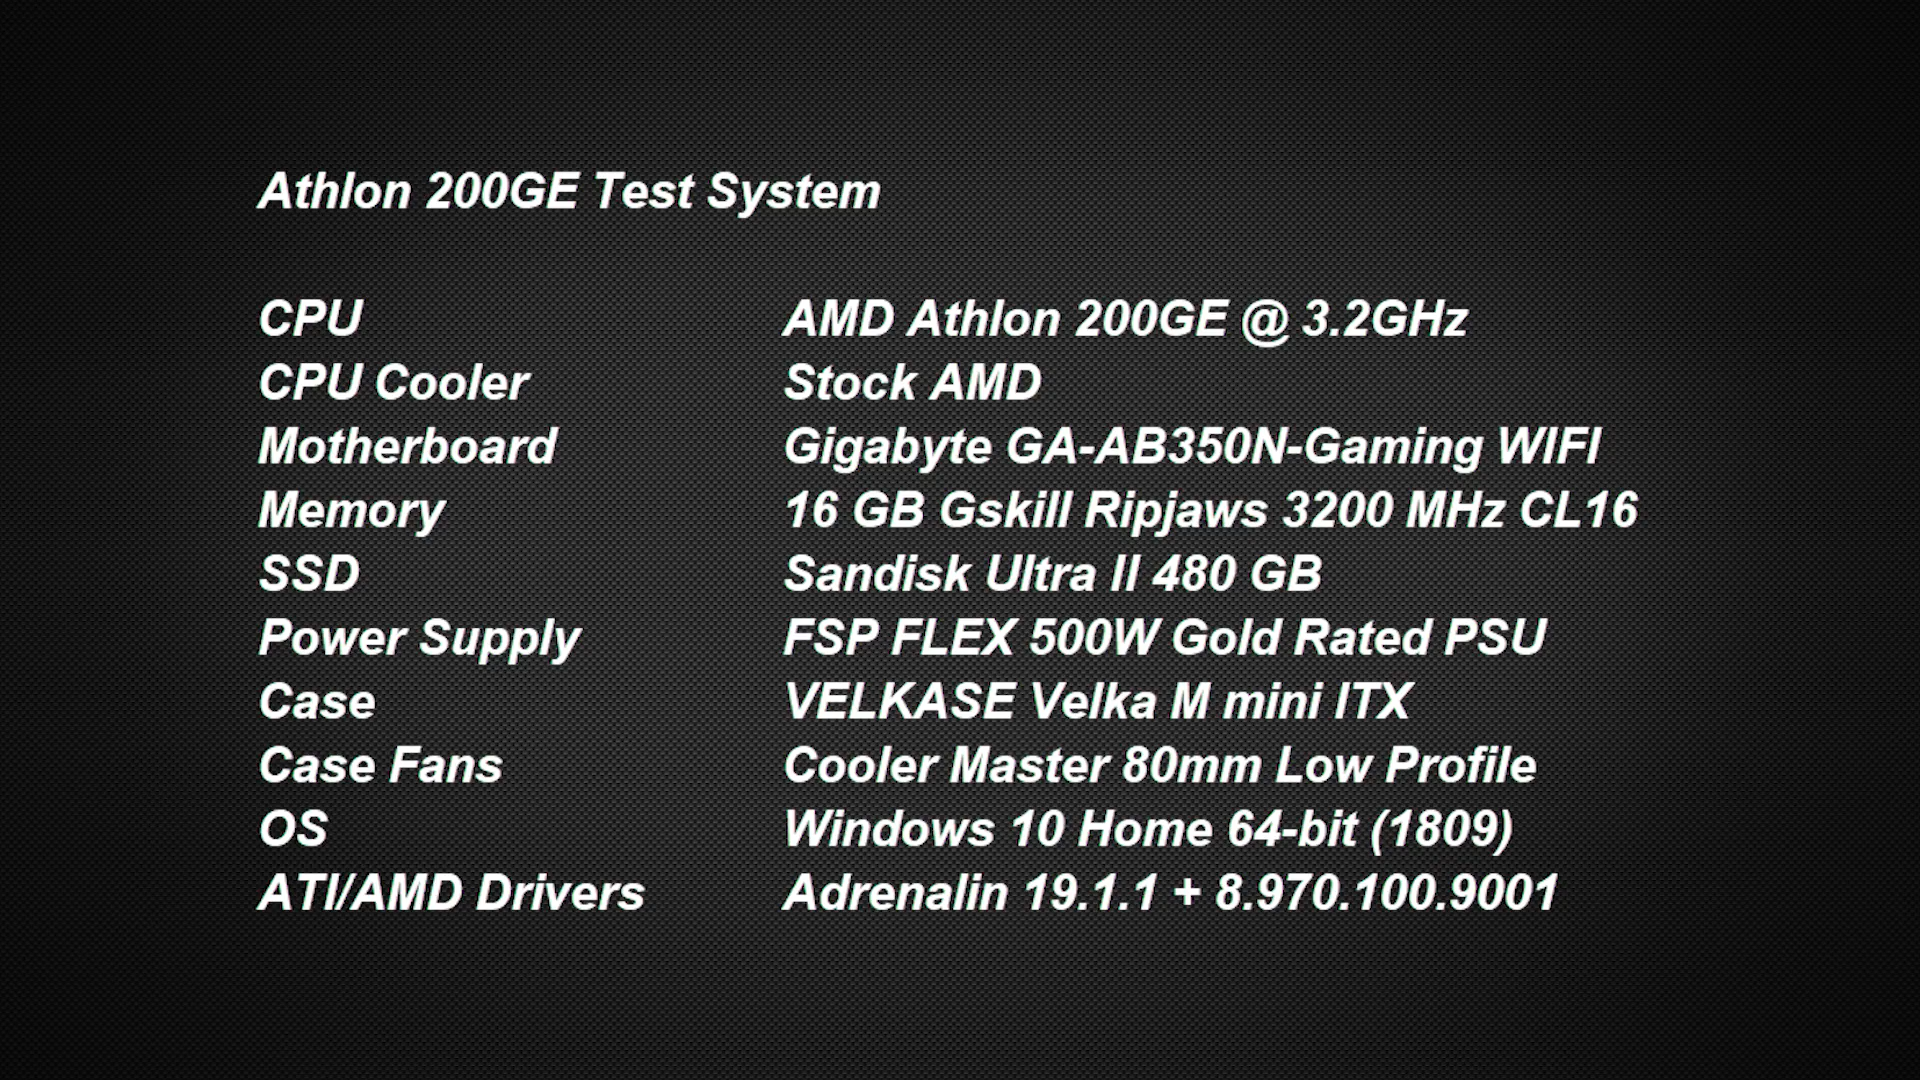 Athlon 200GE Test System
CPU AMD Athlon 200GE @ 3.2GHz
CPU Cooler Stock AMD
Motherboard Gigabyte GA-AB350N-Gaming WIFI
Memory 16 GB Gskill Ripjaws 3200 MHz CL16
SSD Sandisk Ultra II 480 GB
Power Supply FSP FLEX 500W Gold Rated PSU
Case VELKASE Velka M mini ITX
Case Fans Cooler Master 80mm Low Profile
OS Windows 10 Home 64-bit (1809)
ATI/AMD Drivers Adrenalin 19.1.1 + 8.970.100.9001